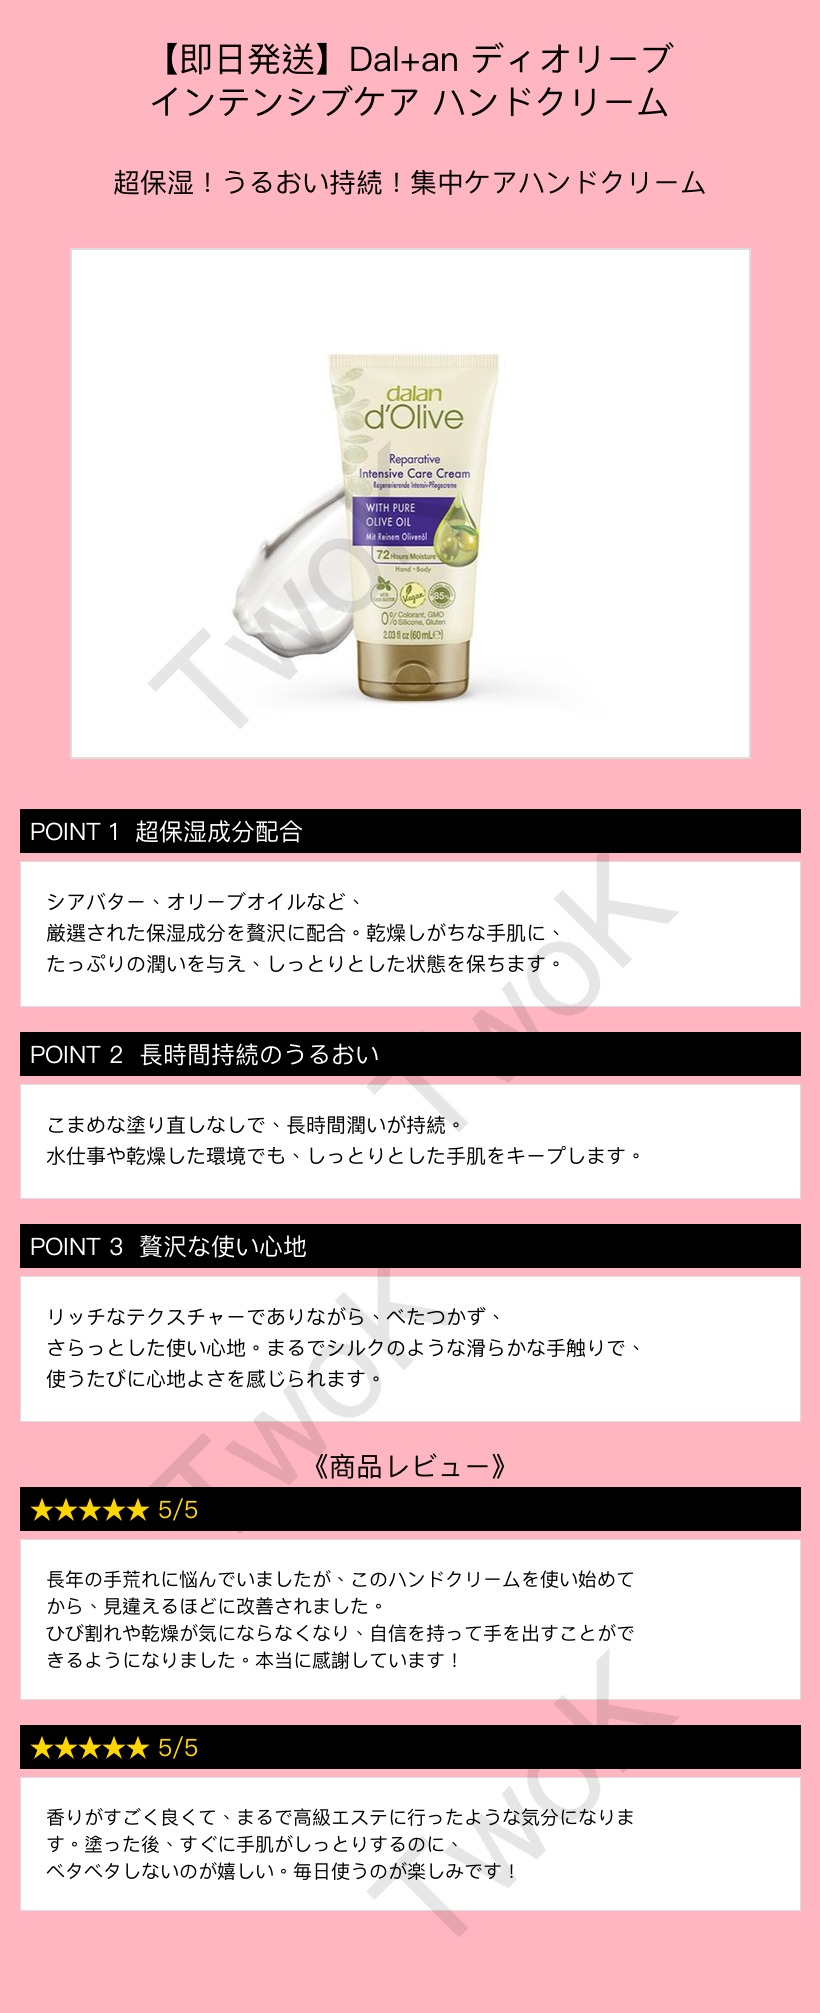 【即日発送】Dal+an ディオリーブ
インテンシブケア ハンドクリーム
超保湿！うるおい持続！集中ケアハンドクリーム
dalan
d'Olive
Reparative
Intensive Care Cream
Regenerierende Intensiv-Pflegecreme
WITH PURE
OLIVE OIL
Mit Reinem Olivenöl
72 Hours Moisture
Hand • Body
Vegan
85%
0% Colorant, GMO
Silicone, Gluten
2.03 fl oz (60 mL℮)
TwoK
POINT 1 超保湿成分配合
シアバター、オリーブオイルなど、
厳選された保湿成分を贅沢に配合。乾燥しがちな手肌に、
たっぷりの潤いを与え、しっとりとした状態を保ちます。
TwoK
POINT 2 長時間持続のうるおい
こまめな塗り直しなしで、長時間潤いが持続。
水仕事や乾燥した環境でも、しっとりとした手肌をキープします。
POINT 3 贅沢な使い心地
リッチなテクスチャーでありながら、べたつかず、
さらっとした使い心地。まるでシルクのような滑らかな手触りで、
使うたびに心地よさを感じられます。
TwoK
《商品レビュー》
★★★★★ 5/5
長年の手荒れに悩んでいましたが、このハンドクリームを使い始めて
から、見違えるほどに改善されました。
ひび割れや乾燥が気にならなくなり、自信を持って手を出すことがで
きるようになりました。本当に感謝しています！
★★★★★ 5/5
香りがすごく良くて、まるで高級エステに行ったような気分になりま
す。塗った後、すぐに手肌がしっとりするのに、
ベタベタしないのが嬉しい。毎日使うのが楽しみです！
TwoK